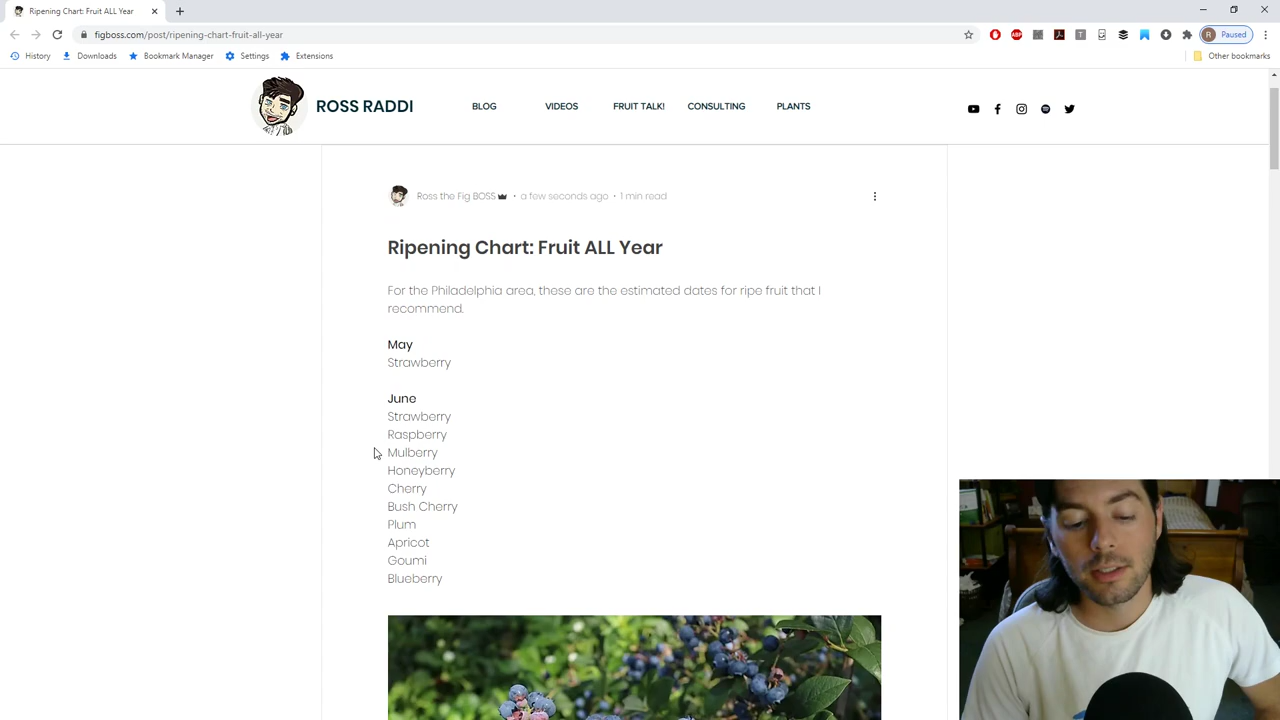 Ripening Chart: Fruit ALL Year
figboss.com/post/ripening-chart-fruit-all-year
R Paused
History Downloads Bookmark Manager Settings Extensions Other bookmarks
ROSS RADDI BLOG VIDEOS FRUIT TALK! CONSULTING PLANTS
Ross the Fig BOSS · a few seconds ago · 1 min read
Ripening Chart: Fruit ALL Year
For the Philadelphia area, these are the estimated dates for ripe fruit that I
recommend.
May
Strawberry
June
Strawberry
Raspberry
Mulberry
Honeyberry
Cherry
Bush Cherry
Plum
Apricot
Goumi
Blueberry